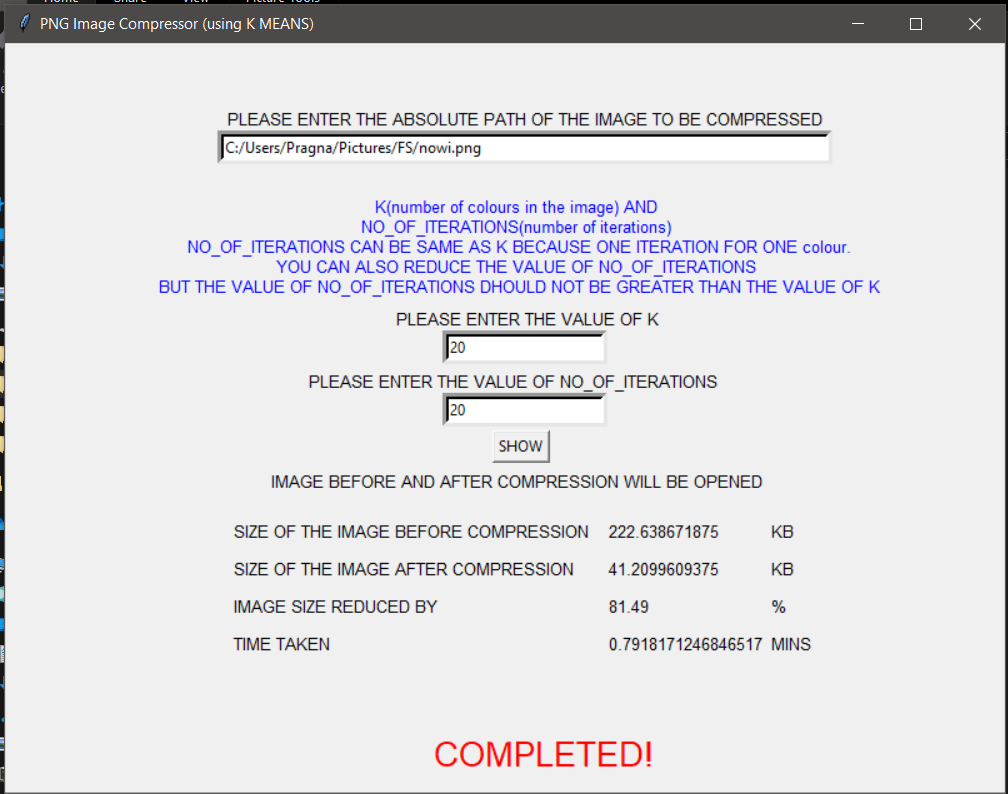 Home Share View Picture Tools
PNG Image Compressor (using K MEANS)
PLEASE ENTER THE ABSOLUTE PATH OF THE IMAGE TO BE COMPRESSED
C:/Users/Pragna/Pictures/FS/nowi.png
K(number of colours in the image) AND
NO_OF_ITERATIONS(number of iterations)
NO_OF_ITERATIONS CAN BE SAME AS K BECAUSE ONE ITERATION FOR ONE colour.
YOU CAN ALSO REDUCE THE VALUE OF NO_OF_ITERATIONS
BUT THE VALUE OF NO_OF_ITERATIONS DHOULD NOT BE GREATER THAN THE VALUE OF K
PLEASE ENTER THE VALUE OF K
20
PLEASE ENTER THE VALUE OF NO_OF_ITERATIONS
20
SHOW
IMAGE BEFORE AND AFTER COMPRESSION WILL BE OPENED
SIZE OF THE IMAGE BEFORE COMPRESSION 222.638671875 KB
SIZE OF THE IMAGE AFTER COMPRESSION 41.2099609375 KB
IMAGE SIZE REDUCED BY 81.49 %
TIME TAKEN 0.7918171246846517 MINS
COMPLETED!